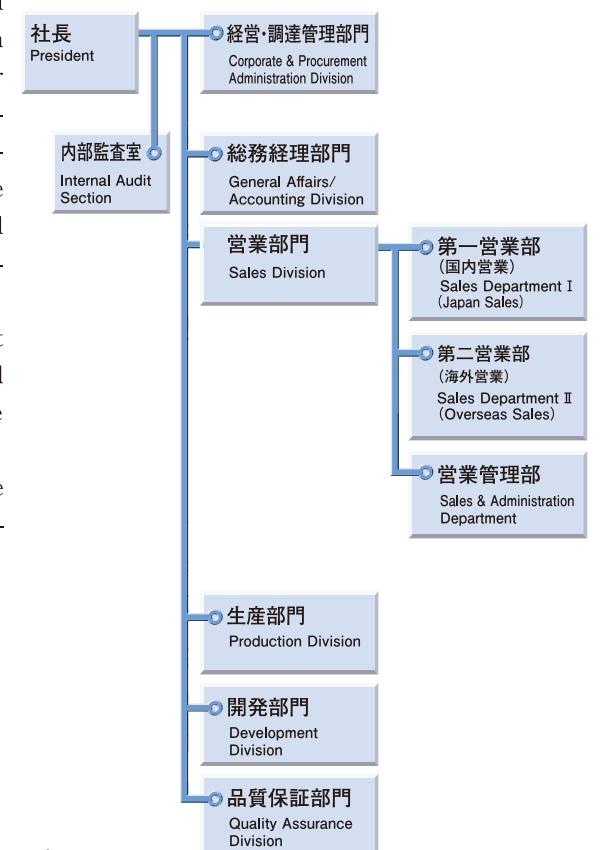 社長
President
内部監査室
Internal Audit
Section
経営・調達管理部門
Corporate & Procurement
Administration Division
総務経理部門
General Affairs/
Accounting Division
営業部門
Sales Division
第一営業部
(国内営業)
Sales Department I
(Japan Sales)
第二営業部
(海外営業)
Sales Department Ⅱ
(Overseas Sales)
営業管理部
Sales & Administration
Department
生産部門
Production Division
開発部門
Development
Division
品質保証部門
Quality Assurance
Division